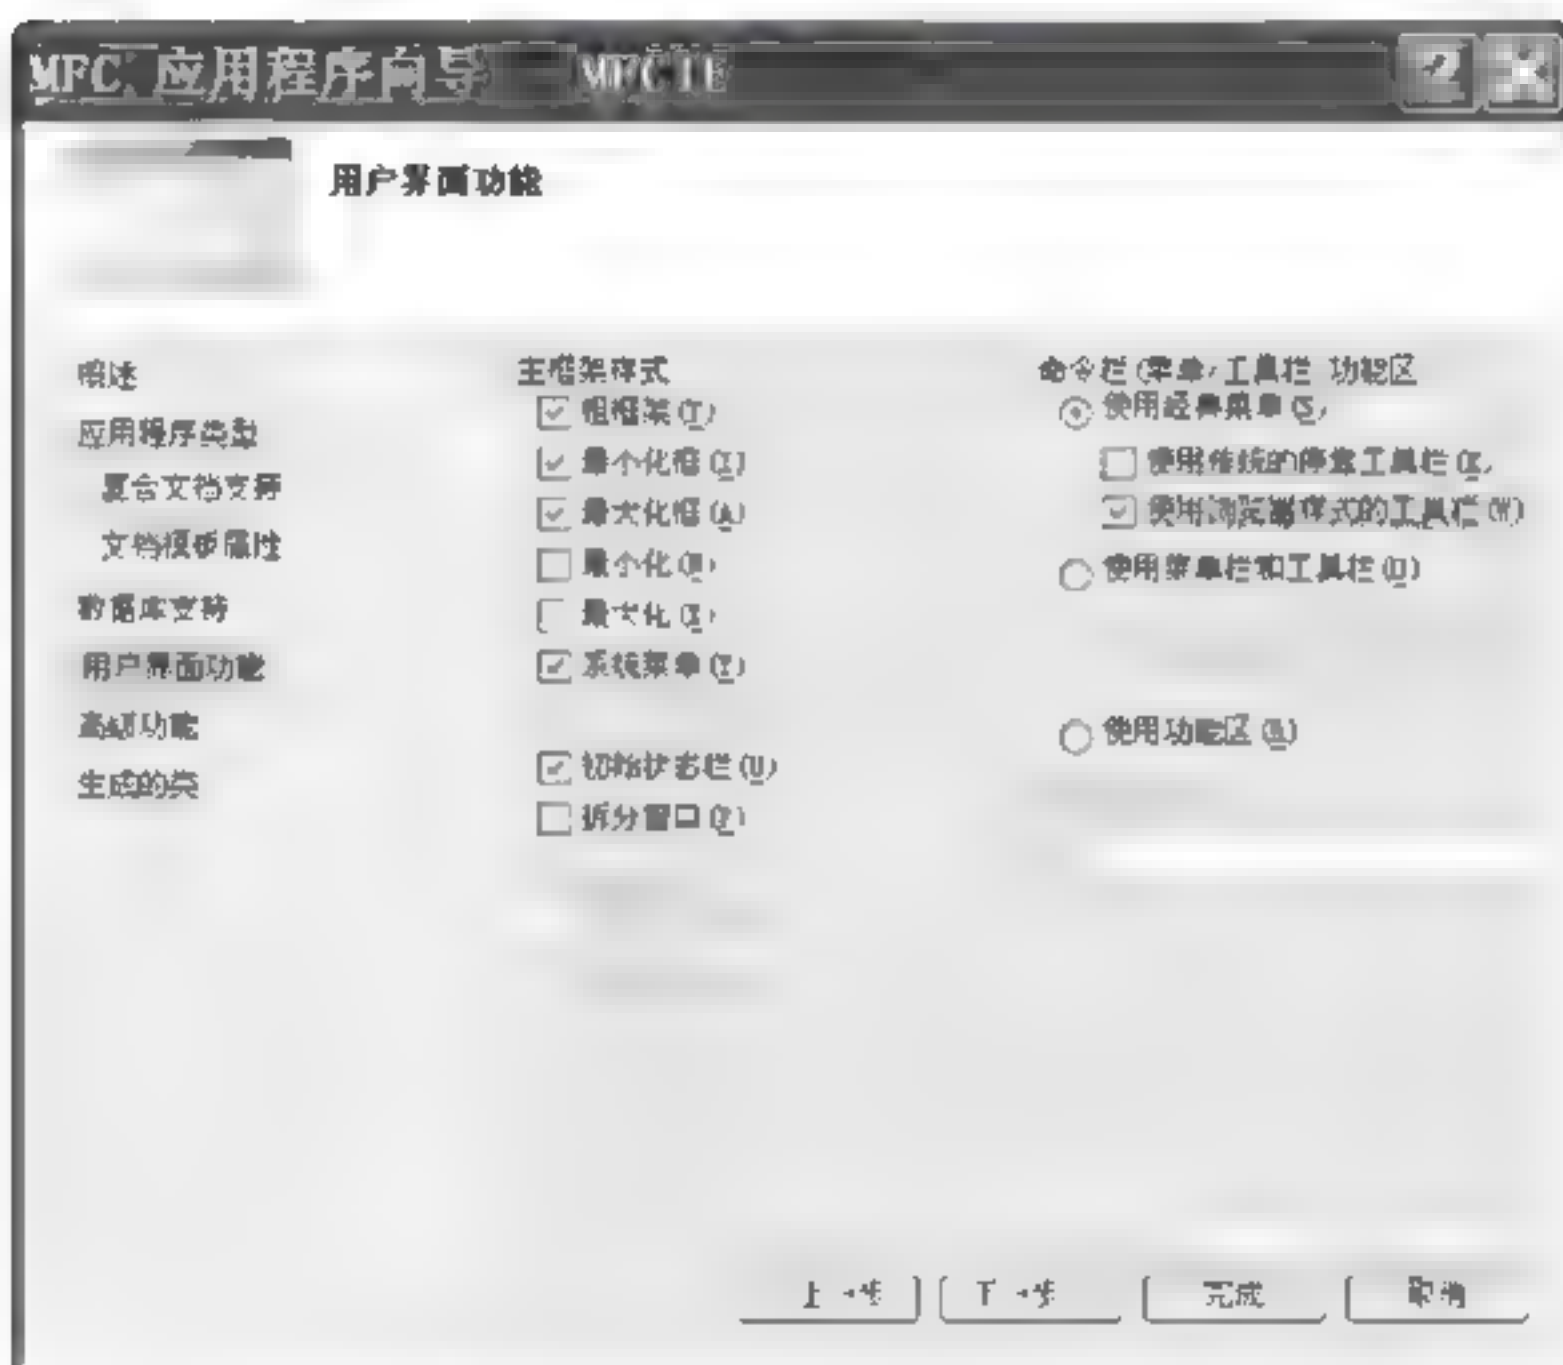 MFC 应用程序向导 - MFCIE
用户界面功能
概述
应用程序类型
复合文档支持
文档模板属性
数据库支持
用户界面功能
高级功能
生成的类
主框架样式
粗框架(T)
最小化框(I)
最大化框(A)
最小化
最大化
系统菜单(Y)
初始状态栏(U)
拆分窗口
命令栏(菜单/工具栏/功能区
使用经典菜单(S)
使用传统的停靠工具栏(K)
使用浏览器样式的工具栏(W)
使用菜单栏和工具栏(U)
使用功能区(R)
上一步
下一步
完成
取消